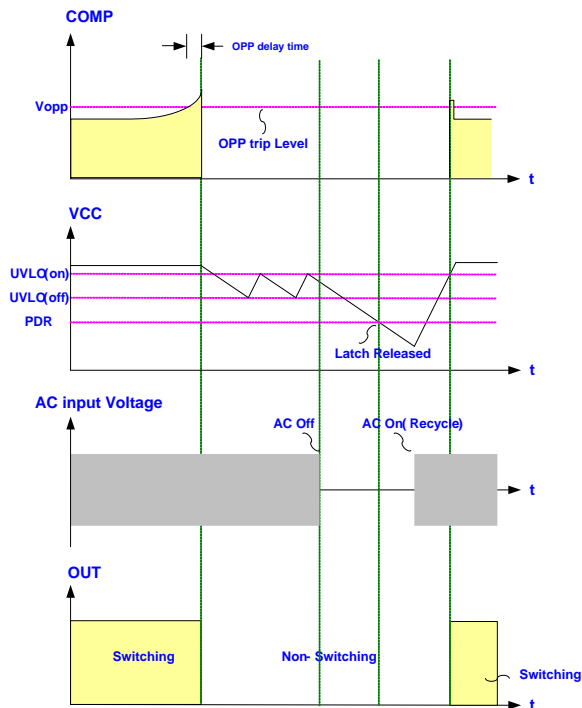 COMP
OPP delay time
Vopp
OPP trip Level
t
VCC
UVLO(on)
UVLO(off)
PDR
Latch Released
t
AC input Voltage
AC Off
AC On( Recycle)
t
OUT
Switching
Non- Switching
Switching
t